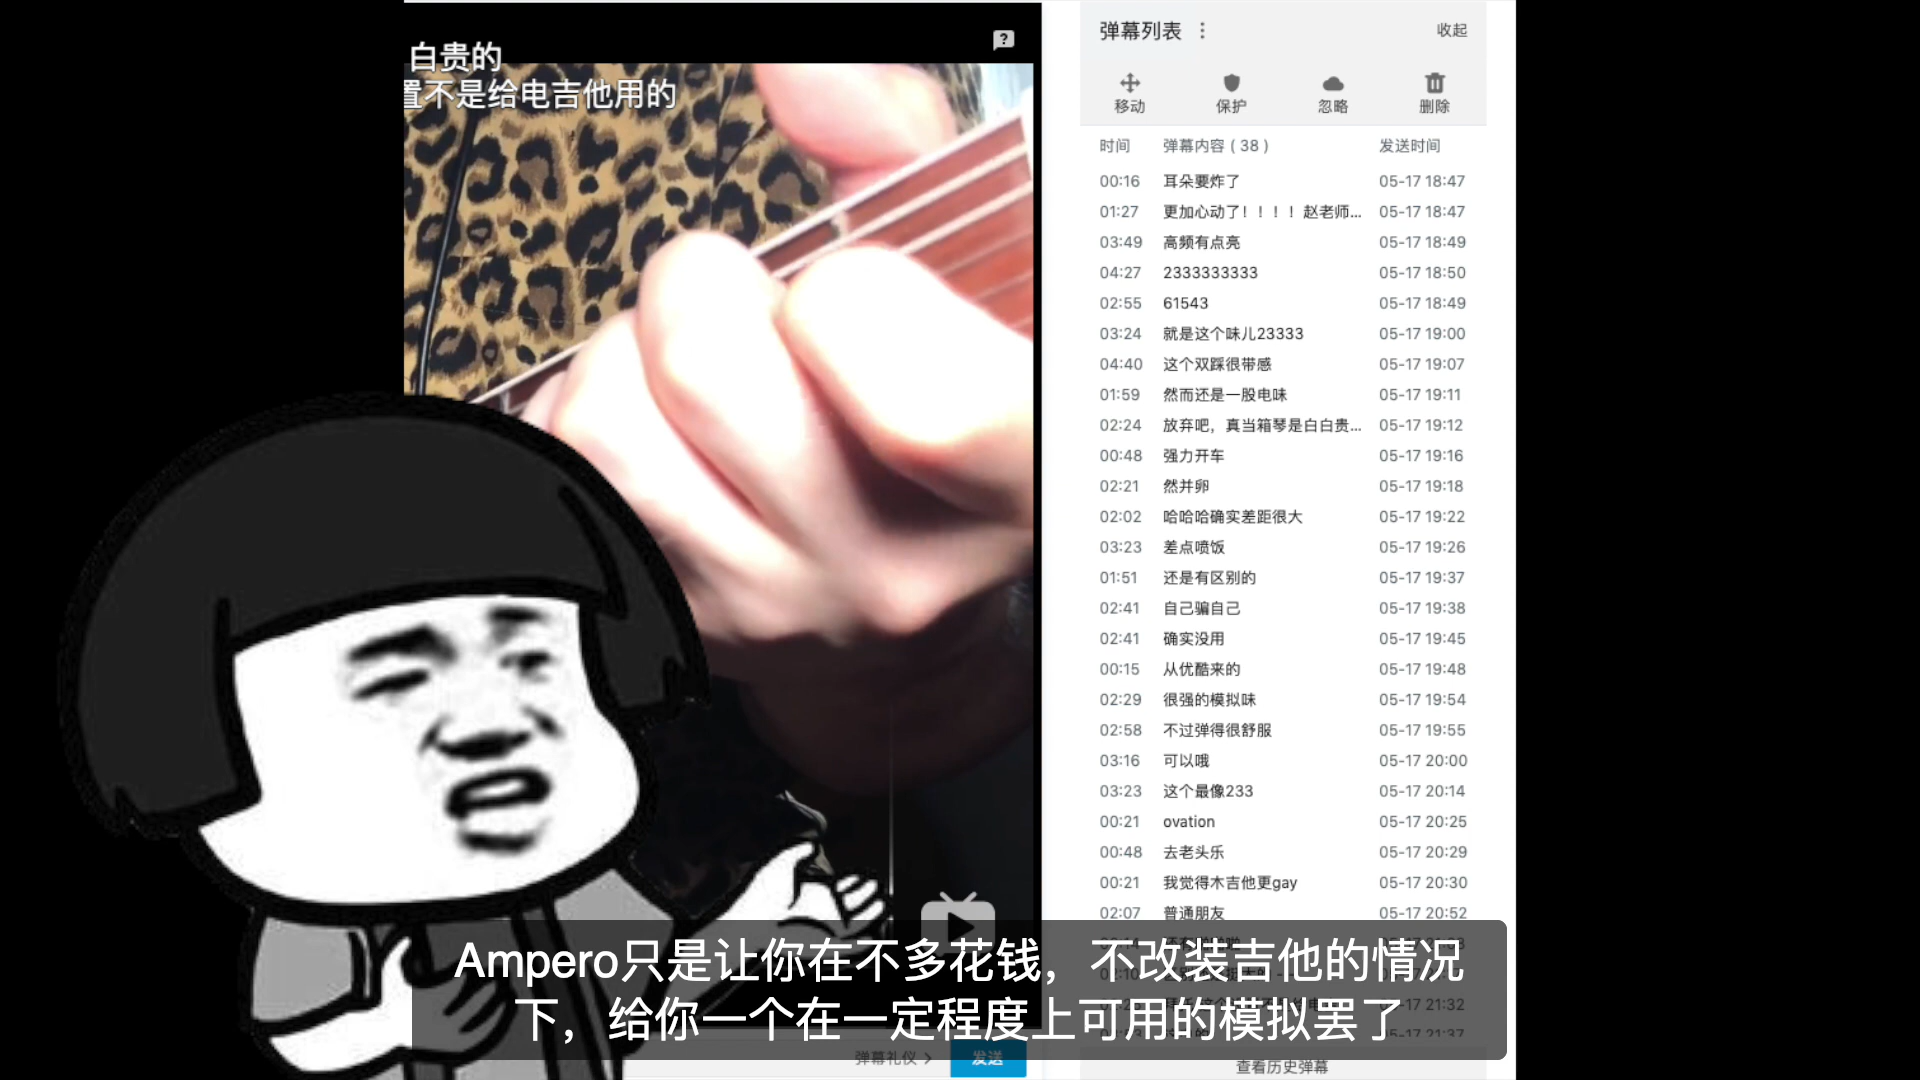 白贵的
置不是给电吉他用的
弹幕列表
收起
移动 保护 忽略 删除
时间 弹幕内容 ( 38 ) 发送时间
00:16 耳朵要炸了 05-17 18:47
01:27 更加心动了！！！！赵老师... 05-17 18:47
03:49 高频有点亮 05-17 18:49
04:27 2333333333 05-17 18:50
02:55 61543 05-17 18:49
03:24 就是这个味儿23333 05-17 19:00
04:40 这个双踩很带感 05-17 19:07
01:59 然而还是一股电味 05-17 19:11
02:24 放弃吧，真当箱琴是白白贵... 05-17 19:12
00:48 强力开车 05-17 19:16
02:21 然并卵 05-17 19:18
02:02 哈哈哈确实差距很大 05-17 19:22
03:23 差点喷饭 05-17 19:26
01:51 还是有区别的 05-17 19:37
02:41 自己骗自己 05-17 19:38
02:41 确实没用 05-17 19:45
00:15 从优酷来的 05-17 19:48
02:29 很强的模拟味 05-17 19:54
02:58 不过弹得很舒服 05-17 19:55
03:16 可以哦 05-17 20:00
03:23 这个最像233 05-17 20:14
00:21 ovation 05-17 20:25
00:48 去老头乐 05-17 20:29
00:21 我觉得木吉他更gay 05-17 20:30
02:07 普通朋友 05-17 20:52
Ampero只是让你在不多花钱，不改装吉他的情况
下，给你一个在一定程度上可用的模拟罢了
05-17 21:32
05-17 21:37
弹幕礼仪 >
发送
查看历史弹幕